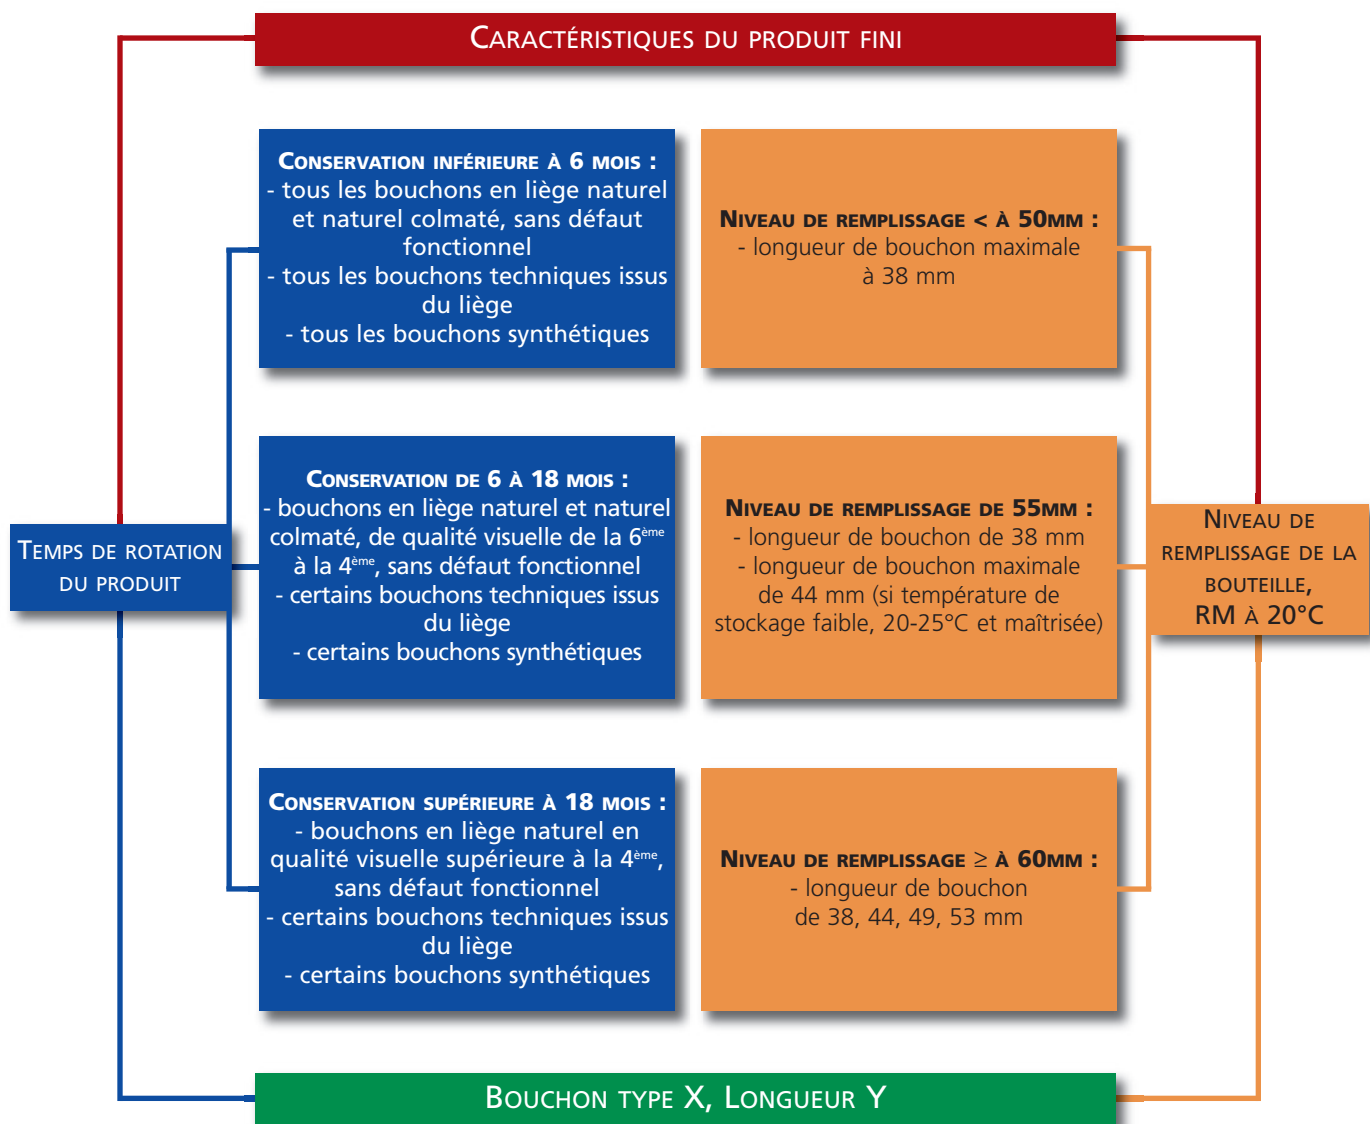 CARACTÉRISTIQUES DU PRODUIT FINI
CONSERVATION INFÉRIEURE À 6 MOIS :
- tous les bouchons en liège naturel
et naturel colmaté, sans défaut
fonctionnel
- tous les bouchons techniques issus
du liège
- tous les bouchons synthétiques
NIVEAU DE REMPLISSAGE < À 50MM :
- longueur de bouchon maximale
à 38 mm
TEMPS DE ROTATION
DU PRODUIT
CONSERVATION DE 6 À 18 MOIS :
- bouchons en liège naturel et naturel
colmaté, de qualité visuelle de la 6ème
à la 4ème, sans défaut fonctionnel
- certains bouchons techniques issus
du liège
- certains bouchons synthétiques
NIVEAU DE REMPLISSAGE DE 55MM :
- longueur de bouchon de 38 mm
- longueur de bouchon maximale
de 44 mm (si température de
stockage faible, 20-25°C et maîtrisée)
NIVEAU DE
REMPLISSAGE DE LA
BOUTEILLE,
RM À 20°C
CONSERVATION SUPÉRIEURE À 18 MOIS :
- bouchons en liège naturel en
qualité visuelle supérieure à la 4ème,
sans défaut fonctionnel
- certains bouchons techniques issus
du liège
- certains bouchons synthétiques
NIVEAU DE REMPLISSAGE ≥ À 60MM :
- longueur de bouchon
de 38, 44, 49, 53 mm
BOUCHON TYPE X, LONGUEUR Y